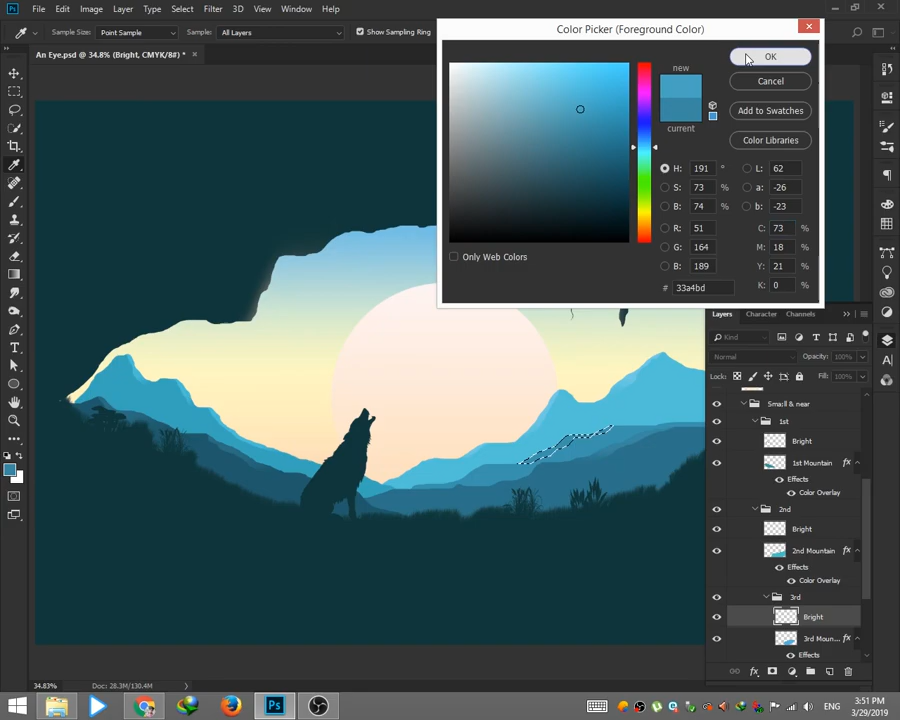 Ps File Edit Image Layer Type Select Filter 3D View Window Help
Sample Size: Point Sample Sample: All Layers Show Sampling Ring
An Eye.psd @ 34.8% (Bright, CMYK/8#) * ×
Color Picker (Foreground Color)
new
current
OK
Cancel
Add to Swatches
Color Libraries
H: 191 ° L: 62
S: 73 % a: -26
B: 74 % b: -23
R: 51 C: 73 %
G: 164 M: 18 %
B: 189 Y: 21 %
# 33a4bd K: 0 %
Only Web Colors
Layers Character Channels
Kind
Normal Opacity: 100%
Lock: Fill: 100%
Small & near
1st
Bright
1st Mountain fx
Effects
Color Overlay
2nd
Bright
2nd Mountain fx
Effects
Color Overlay
3rd
Bright
3rd Moun... fx
Effects
34.83% Doc: 28.3M/130.4M
Ps
ENG
3:51 PM
3/29/2019